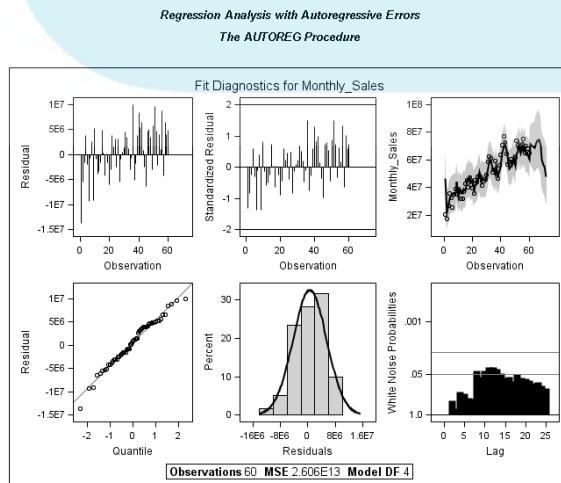 Regression Analysis with Autoregressive Errors
The AUTOREG Procedure
Fit Diagnostics for Monthly_Sales
Residual
1E7
5E6
0
-5E6
-1E7
-1.5E7
0 20 40 60
Observation
Standardized Residual
2
1
0
-1
-2
0 20 40 60
Observation
Monthly_Sales
1E8
8E7
6E7
4E7
2E7
0 20 40 60
Observation
Residual
1E7
5E6
0
-5E6
-1E7
-1.5E7
-2 -1 0 1 2
Quantile
Percent
30
20
10
0
-16E6 -8E6 0 8E6 1.6E7
Residuals
White Noise Probabilities
.001
.05
1.0
0 5 10 15 20 25
Lag
Observations 60 MSE 2.606E13 Model DF 4